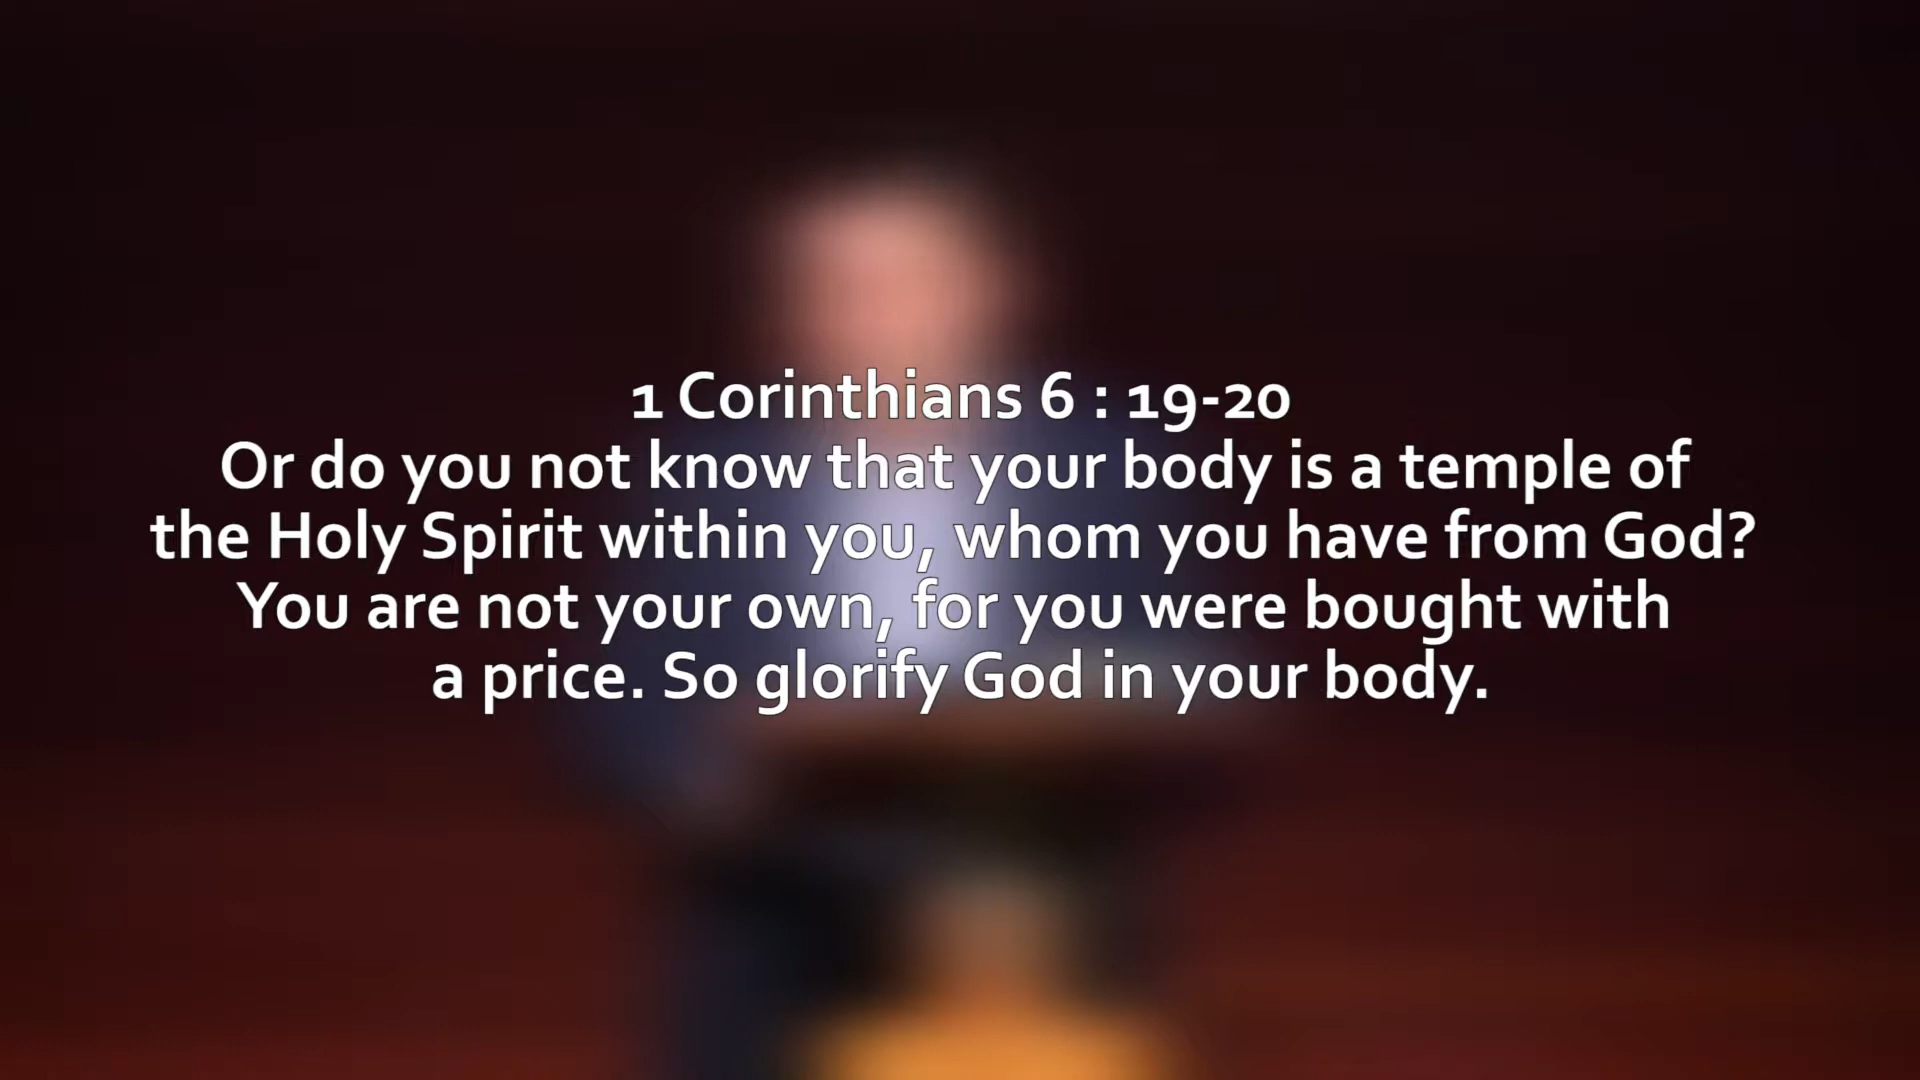 1 Corinthians 6 : 19-20
Or do you not know that your body is a temple of
the Holy Spirit within you, whom you have from God?
You are not your own, for you were bought with
a price. So glorify God in your body.